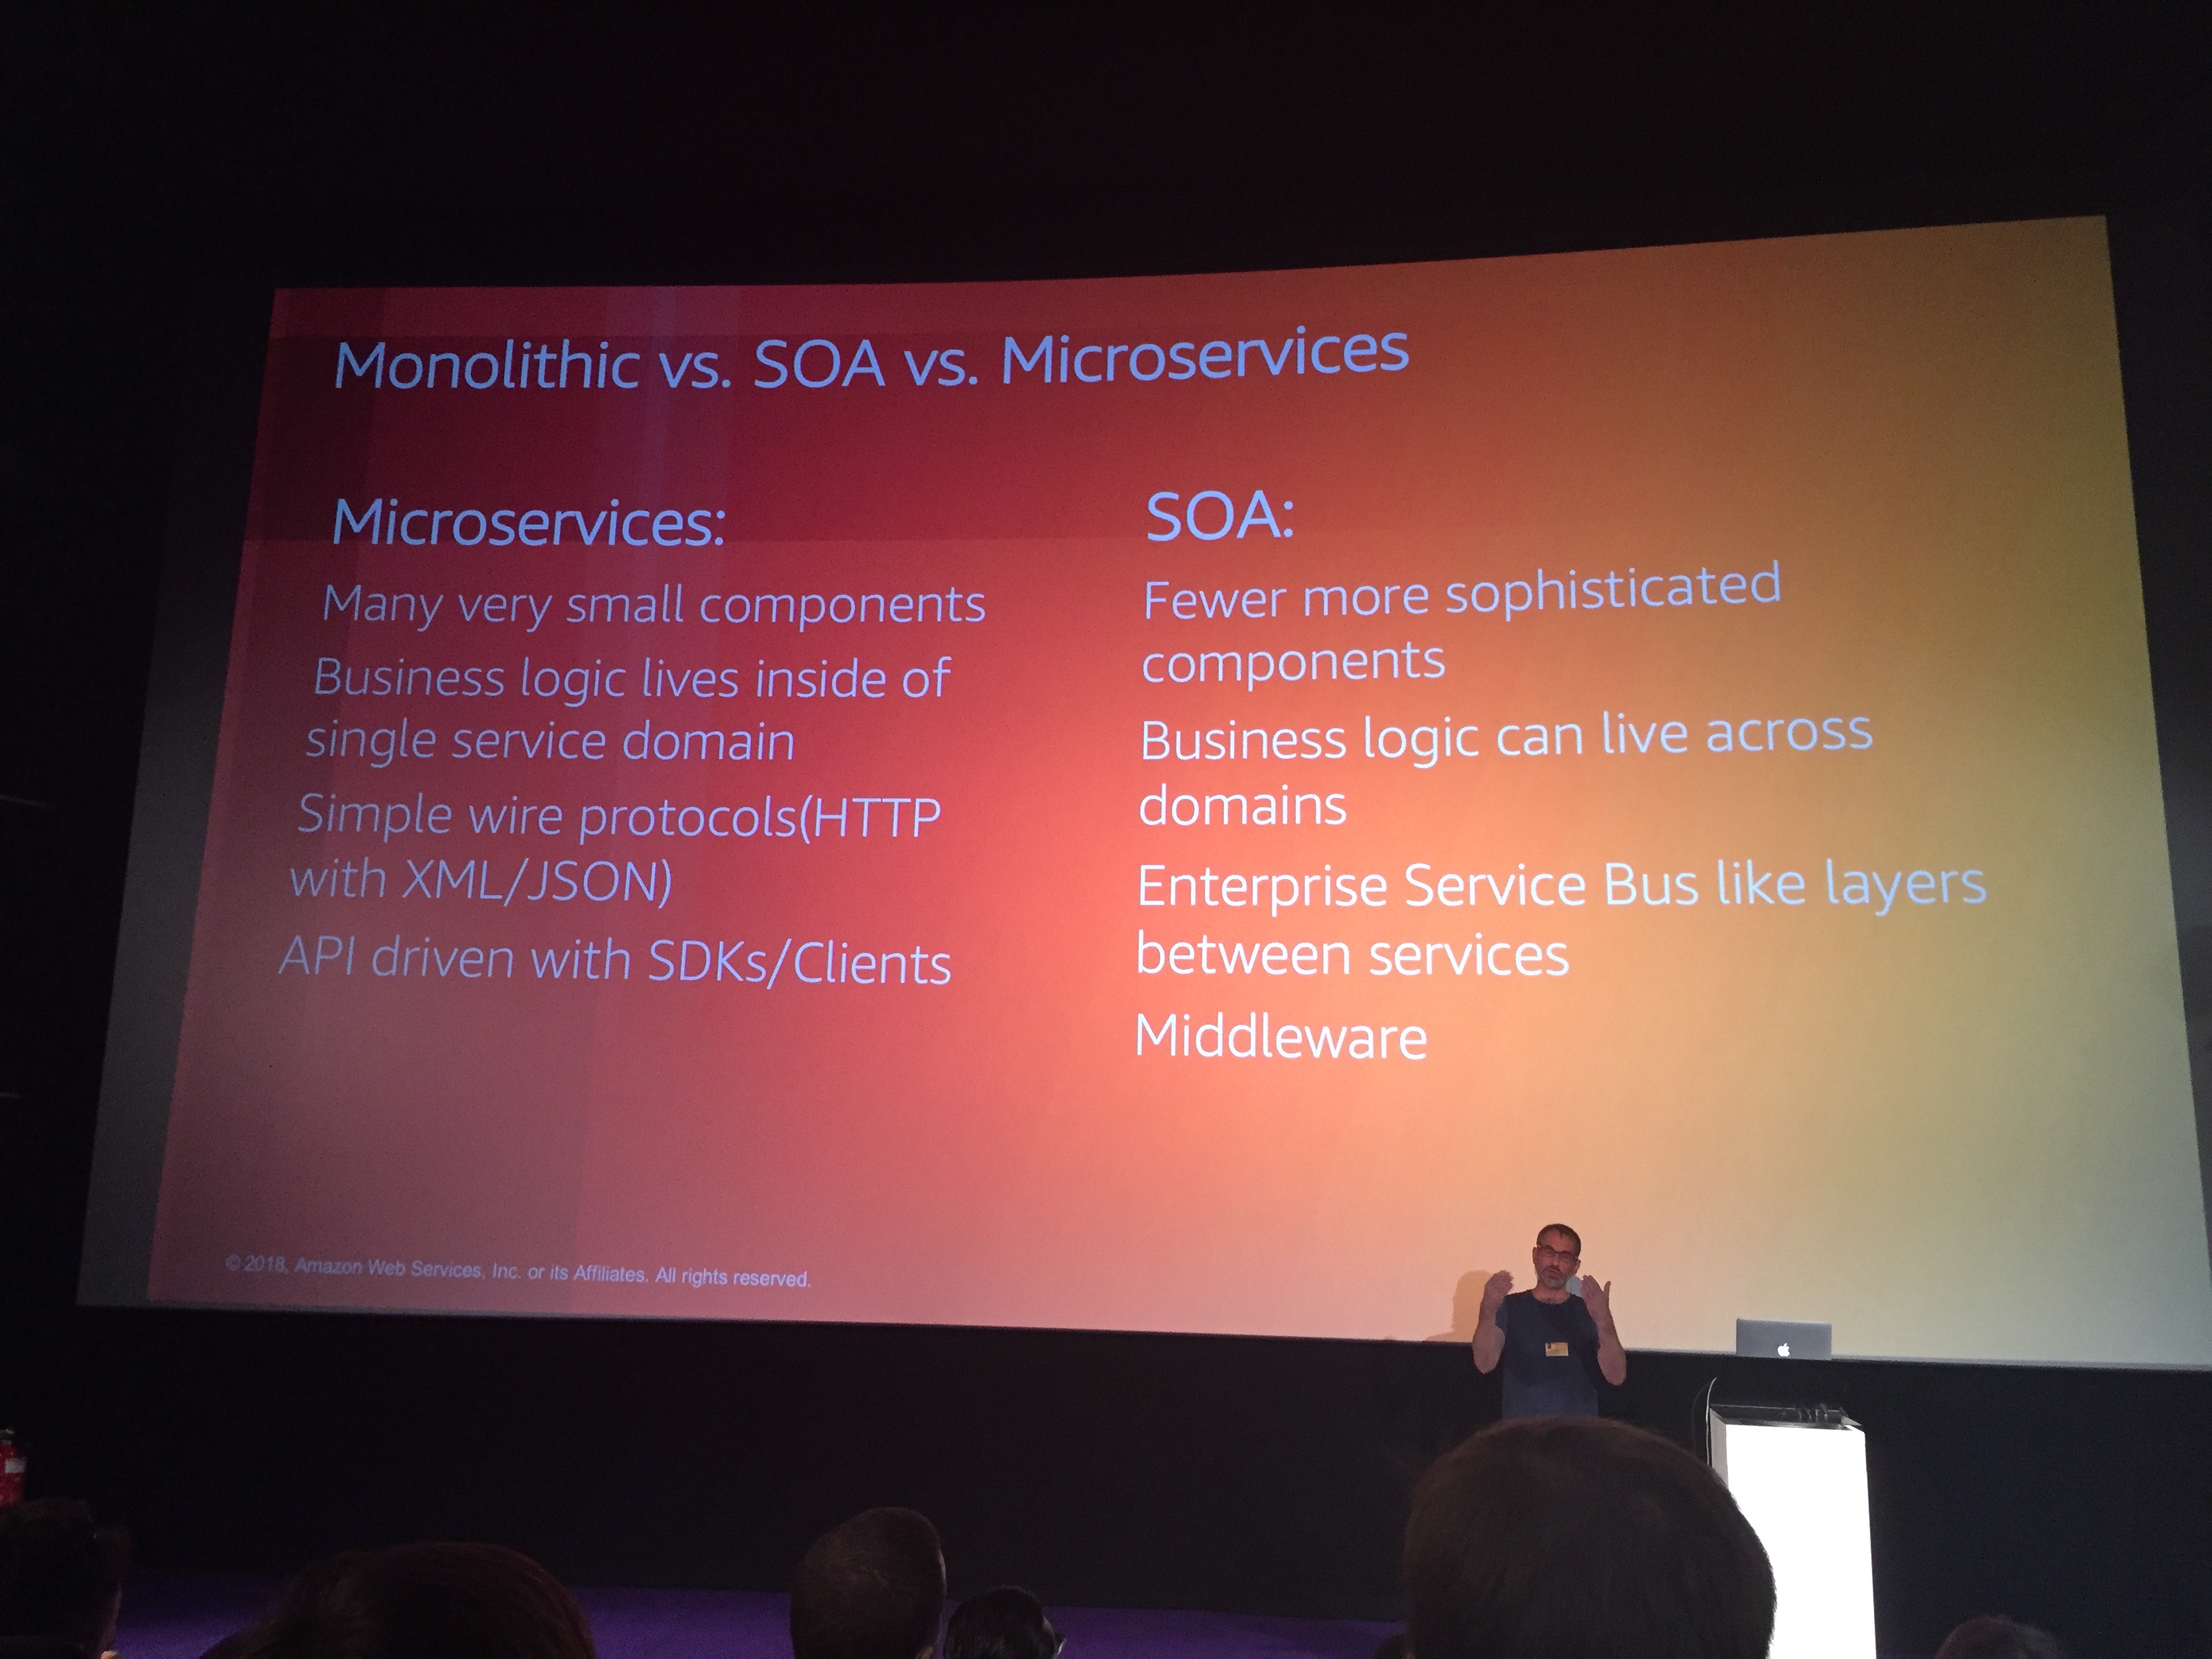 Monolithic vs. SOA vs. Microservices
Microservices:
Many very small components
Business logic lives inside of
single service domain
Simple wire protocols(HTTP
with XML/JSON)
API driven with SDKs/Clients
SOA:
Fewer more sophisticated
components
Business logic can live across
domains
Enterprise Service Bus like layers
between services
Middleware
© 2018, Amazon Web Services, Inc. or its Affiliates. All rights reserved.